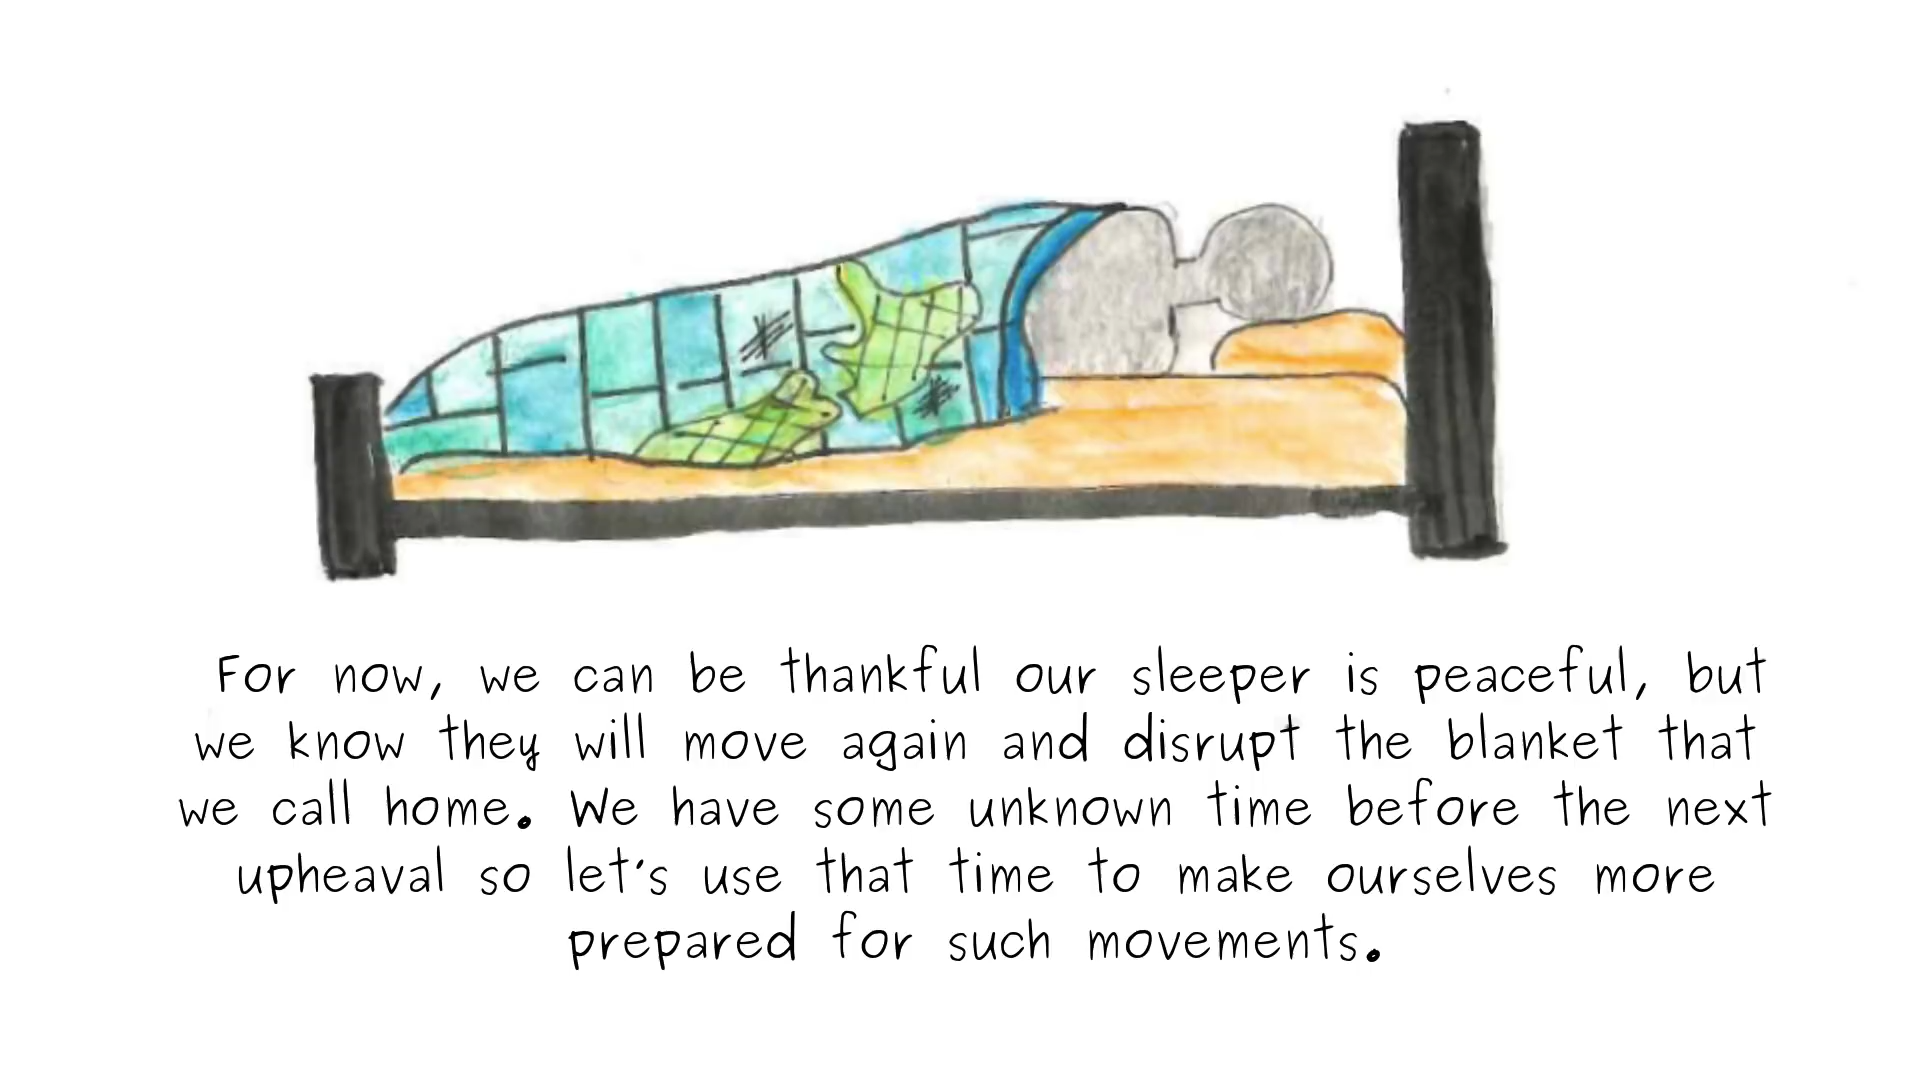 For now, we can be thankful our sleeper is peaceful, but
we know they will move again and disrupt the blanket that
we call home. We have some unknown time before the next
upheaval so let's use that time to make ourselves more
prepared for such movements.